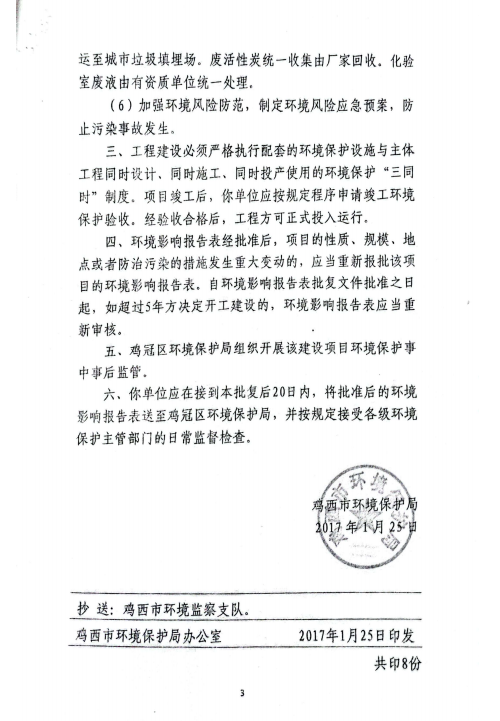 运至城市垃圾填埋场。废活性炭统一收集由厂家回收。化验
室废液由有资质单位统一处理。
（6）加强环境风险防范，制定环境风险应急预案，防
止污染事故发生。
三、工程建设必须严格执行配套的环境保护设施与主体
工程同时设计、同时施工、同时投产使用的环境保护“三同
时”制度。项目竣工后，你单位应按规定程序申请竣工环境
保护验收。经验收合格后，工程方可正式投入运行。
四、环境影响报告表经批准后，项目的性质、规模、地
点或者防治污染的措施发生重大变动的，应当重新报批该项
目的环境影响报告表。自环境影响报告表批复文件批准之日
起，如超过5年方决定开工建设的，环境影响报告表应当重
新审核。
五、鸡冠区环境保护局组织开展该建设项目环境保护事
中事后监管。
六、你单位应在接到本批复后20日内，将批准后的环境
影响报告表送至鸡冠区环境保护局，并按规定接受各级环境
保护主管部门的日常监督检查。
鸡西市环境保护局
2017年1月25日
鸡西市环境保护局
抄 送：鸡西市环境监察支队。
鸡西市环境保护局办公室 2017年1月25日印发
共印8份
3